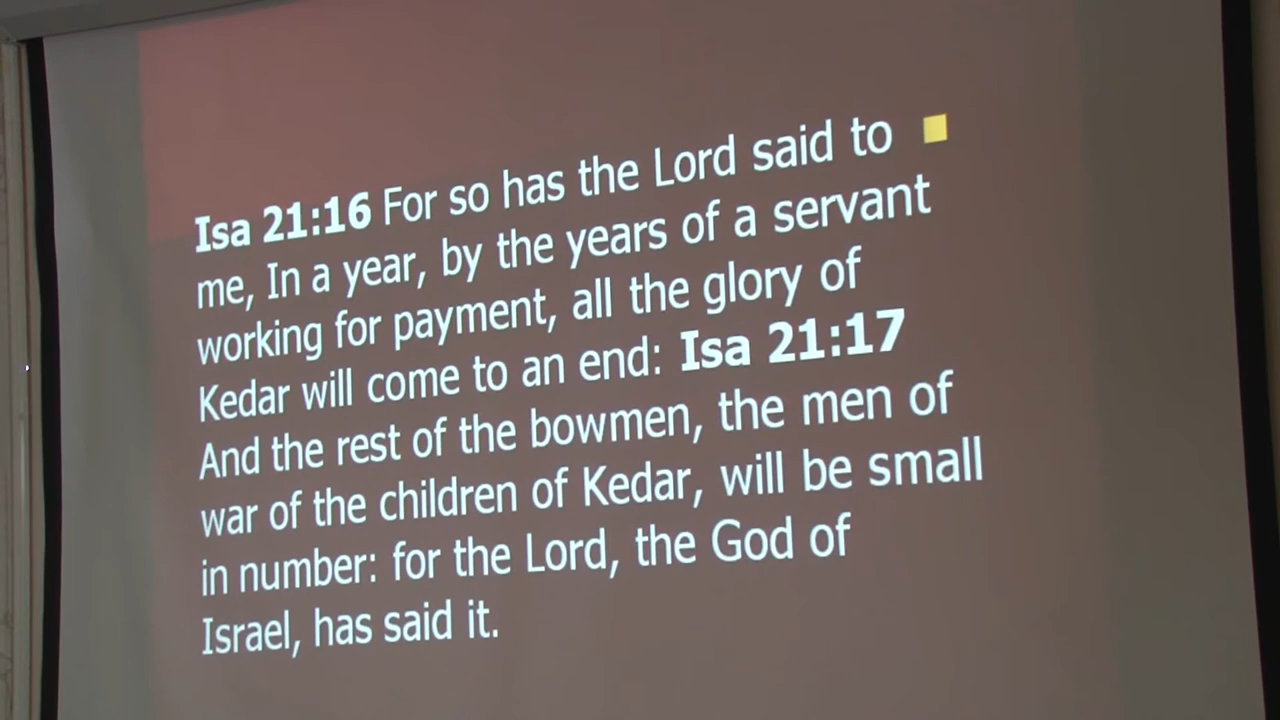 Isa 21:16 For so has the Lord said to
me, In a year, by the years of a servant
working for payment, all the glory of
Kedar will come to an end: Isa 21:17
And the rest of the bowmen, the men of
war of the children of Kedar, will be small
in number: for the Lord, the God of
Israel, has said it.